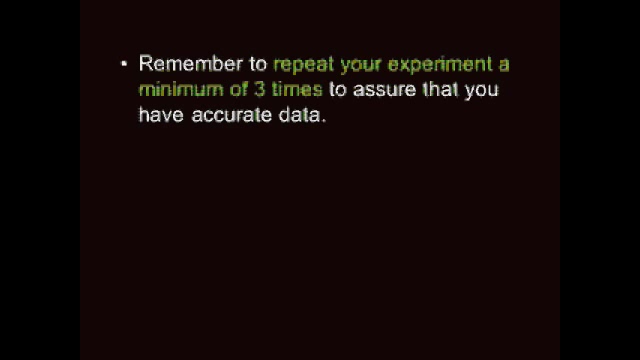 • Remember to repeat your experiment a
minimum of 3 times to assure that you
have accurate data.